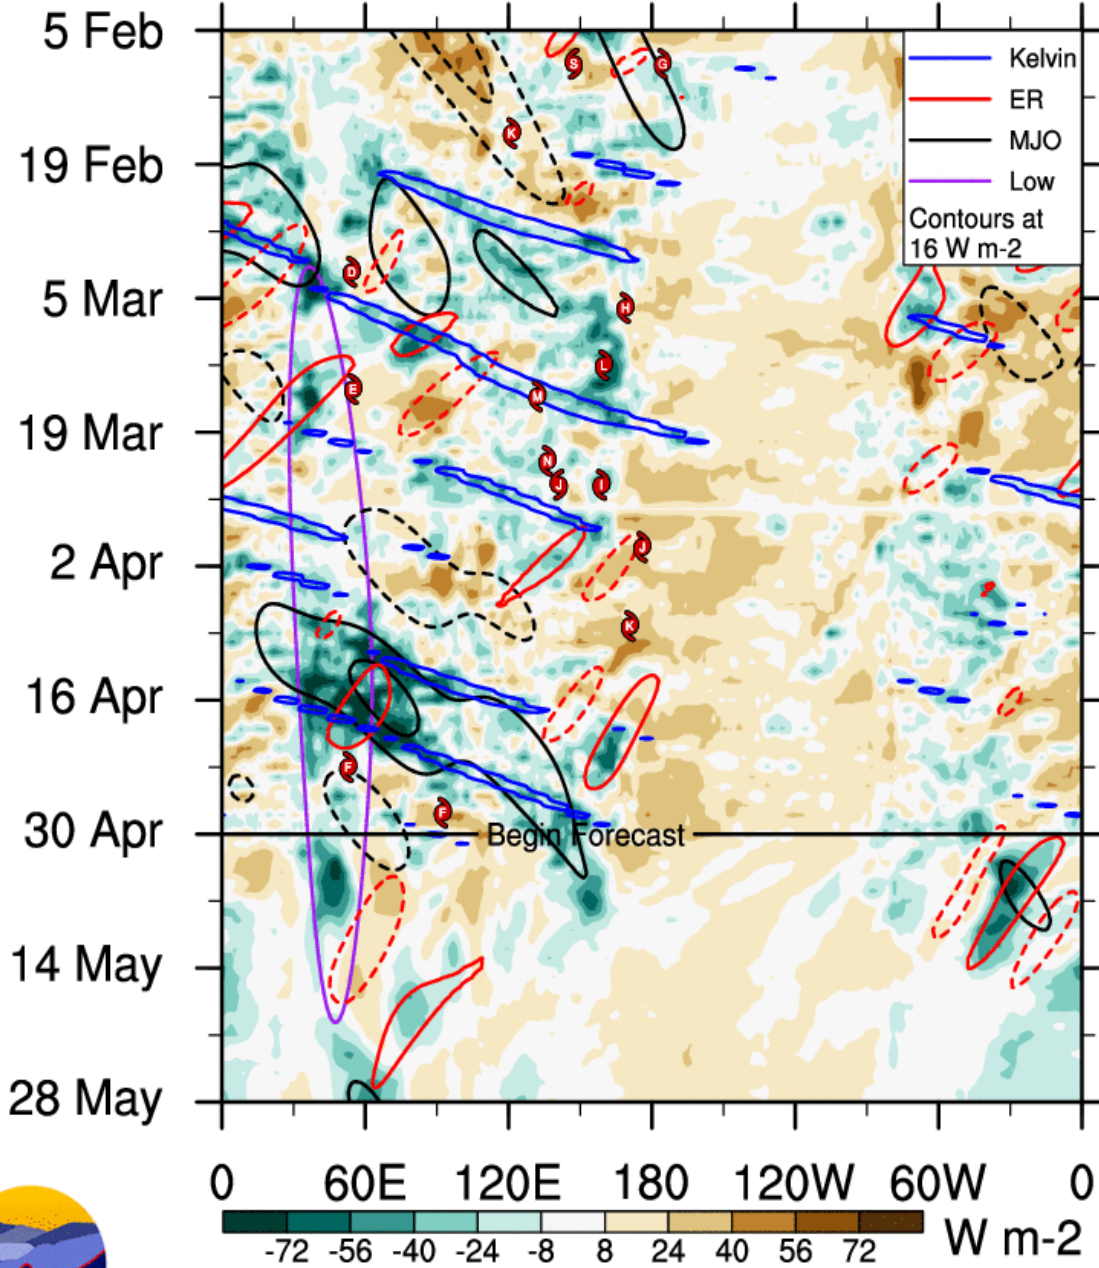 5 Feb
Kelvin
S
G
ER
K
MJO
19 Feb
Low
Contours at
16 W m-2
D
5 Mar
H
L
E
M
19 Mar
N
J
I
2 Apr
J
K
16 Apr
F
F
30 Apr
Begin Forecast
14 May
28 May
0 60E 120E 180 120W 60W 0
-72 -56 -40 -24 -8 8 24 40 56 72
W m-2